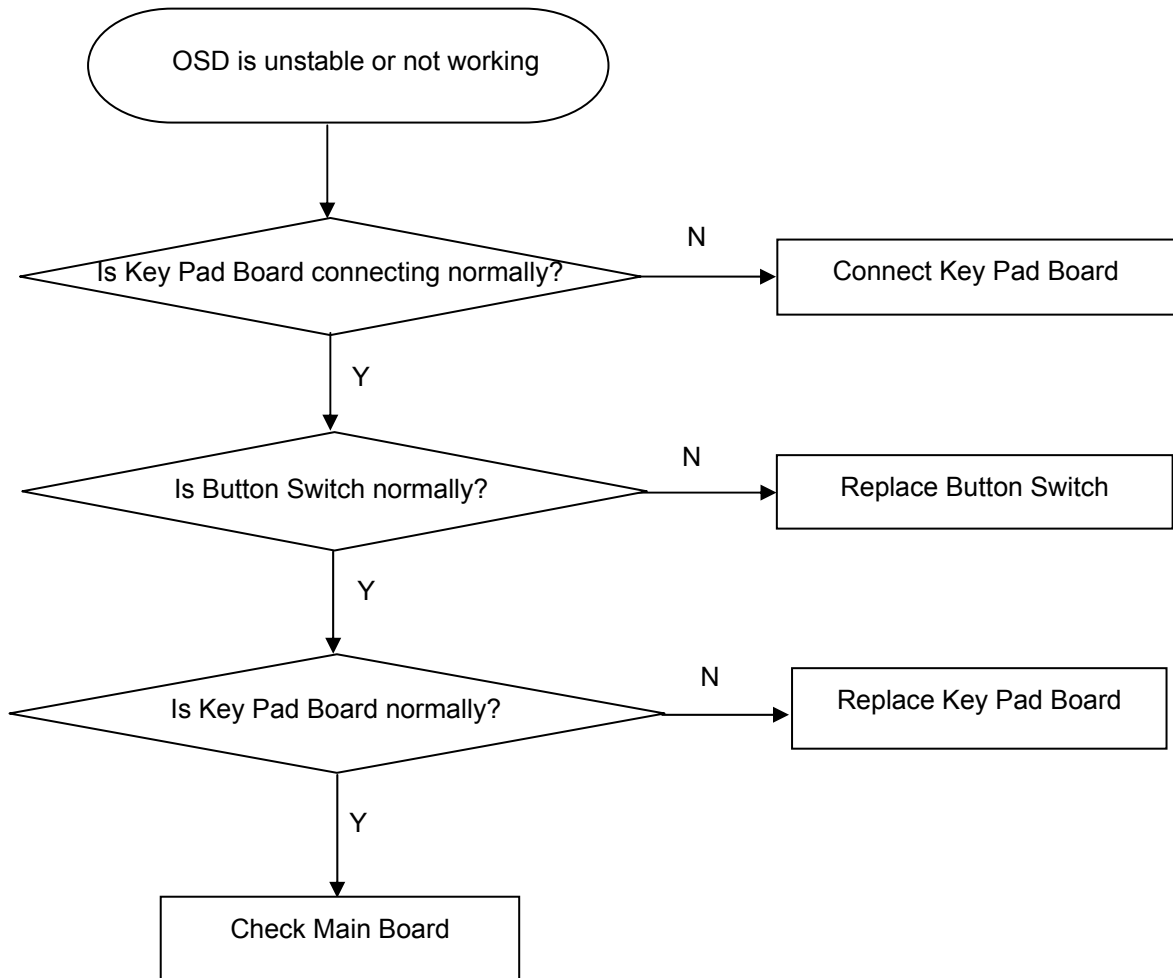 OSD is unstable or not working
N
Is Key Pad Board connecting normally?
Connect Key Pad Board
Y
N
Is Button Switch normally?
Replace Button Switch
Y
N
Is Key Pad Board normally?
Replace Key Pad Board
Y
Check Main Board